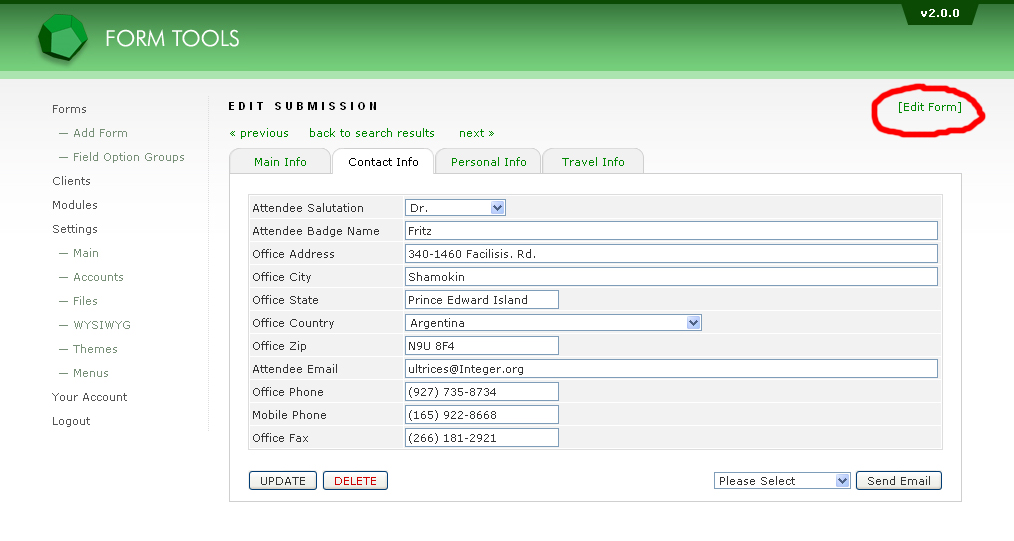 v2.0.0
FORM TOOLS
Forms
— Add Form
— Field Option Groups
Clients
Modules
Settings
— Main
— Accounts
— Files
— WYSIWYG
— Themes
— Menus
Your Account
Logout
EDIT SUBMISSION
[Edit Form]
« previous back to search results next »
Main Info Contact Info Personal Info Travel Info
Attendee Salutation Dr.
Attendee Badge Name Fritz
Office Address 340-1460 Facilisis. Rd.
Office City Shamokin
Office State Prince Edward Island
Office Country Argentina
Office Zip N9U 8F4
Attendee Email ultrices@Integer.org
Office Phone (927) 735-8734
Mobile Phone (165) 922-8668
Office Fax (266) 181-2921
UPDATE DELETE Please Select Send Email